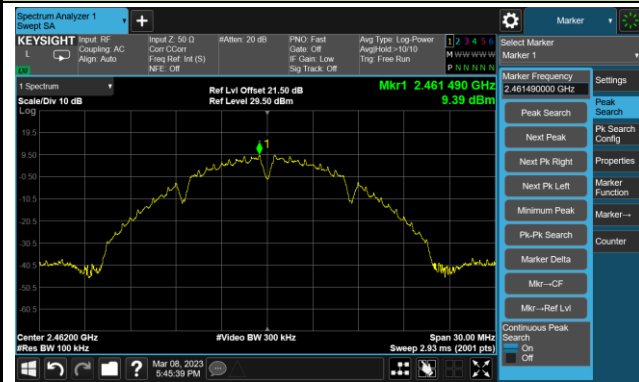 Spectrum Analyzer 1
Swept SA
Marker
KEYSIGHT
L
Input: RF
Coupling: AC
Align: Auto
Input Z: 50 Ω
Corr CCorr
Freq Ref: Int (S)
NFE: Off
#Atten: 20 dB
PNO: Fast
Gate: Off
IF Gain: Low
Sig Track: Off
Avg Type: Log-Power
Avg|Hold:>10/10
Trig: Free Run
1 2 3 4 5 6
M W W W W W
P N N N N N
Select Marker
Marker 1
1 Spectrum
Scale/Div 10 dB
Log
Ref Lvl Offset 21.50 dB
Ref Level 29.50 dBm
Mkr1 2.461 490 GHz
9.39 dBm
1
19.5
9.50
-0.50
-10.5
-20.5
-30.5
-40.5
-50.5
-60.5
Center 2.46200 GHz
#Res BW 100 kHz
#Video BW 300 kHz
Span 30.00 MHz
Sweep 2.93 ms (2001 pts)
Marker Frequency
2.461490000 GHz
Peak Search
Next Peak
Next Pk Right
Next Pk Left
Minimum Peak
Pk-Pk Search
Marker Delta
Mkr→CF
Mkr→Ref Lvl
Continuous Peak
Search
On
Off
Settings
Peak
Search
Pk Search
Config
Properties
Marker
Function
Marker→
Counter
Mar 08, 2023
5:45:39 PM